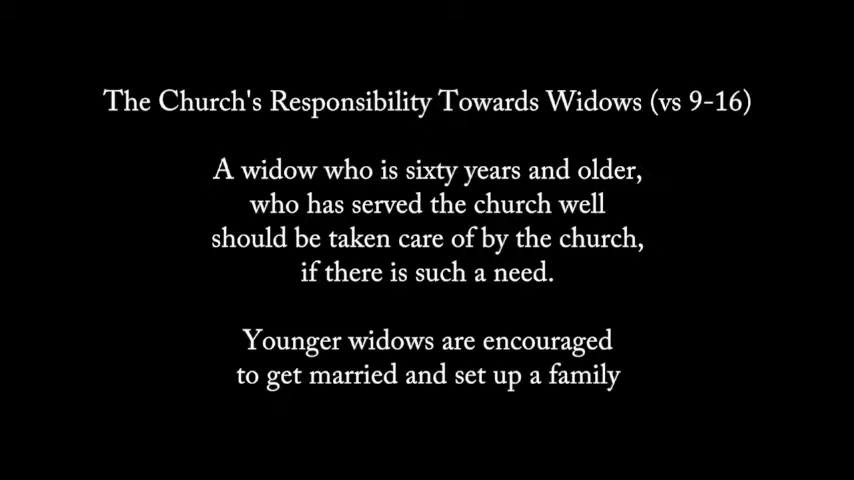 The Church's Responsibility Towards Widows (vs 9-16)
A widow who is sixty years and older,
who has served the church well
should be taken care of by the church,
if there is such a need.
Younger widows are encouraged
to get married and set up a family